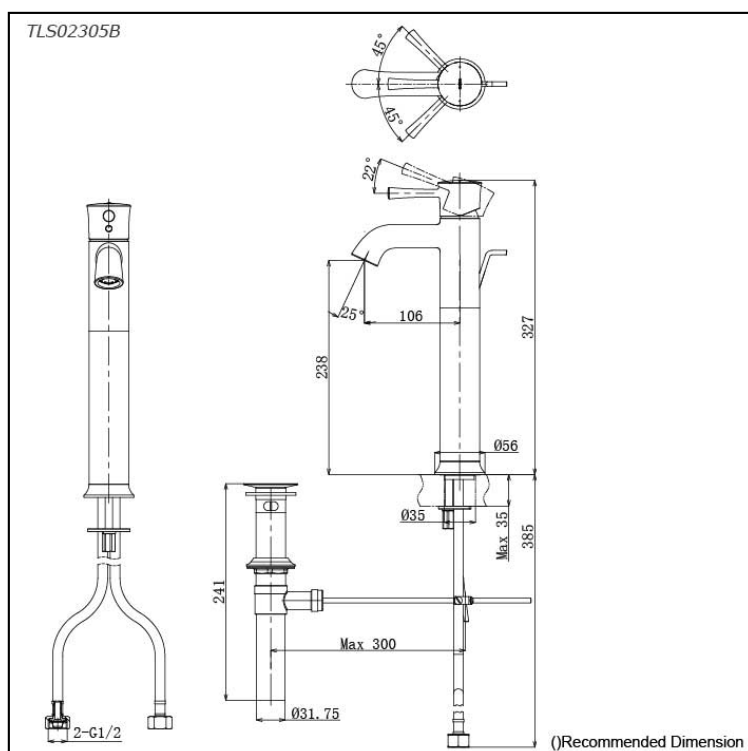 TLS02305B
45°
45°
22°
25°
106
238
327
Ø56
Ø35
Max 35
385
241
Max 300
Ø31.75
2-G1/2
()Recommended Dimension